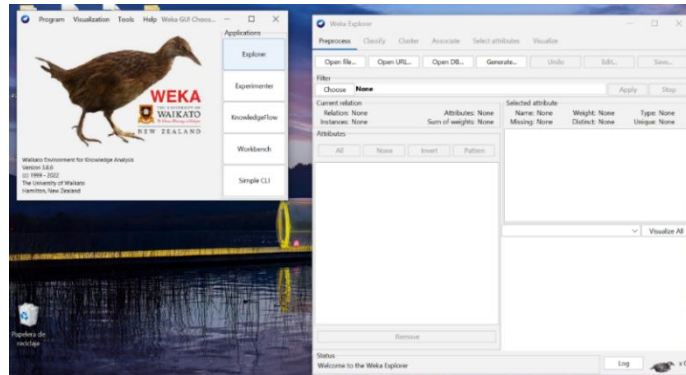 Program Visualization Tools Help Weka GUI Choos...
Applications
Explorer
Experimenter
KnowledgeFlow
Workbench
Simple CLI
WEKA
THE UNIVERSITY OF
WAIKATO
NEW ZEALAND
Waikato Environment for Knowledge Analysis
Version 3.8.6
(c) 1999 - 2022
The University of Waikato
Hamilton, New Zealand
Papelera de
reciclaje
Weka Explorer
Preprocess Classify Cluster Associate Select attributes Visualize
Open file... Open URL... Open DB... Generate... Undo Edit... Save...
Filter
Choose None Apply Stop
Current relation
Relation: None Attributes: None
Instances: None Sum of weights: None
Selected attribute
Name: None Weight: None Type: None
Missing: None Distinct: None Unique: None
Attributes
All None Invert Pattern
Visualize All
Remove
Status
Welcome to the Weka Explorer
Log